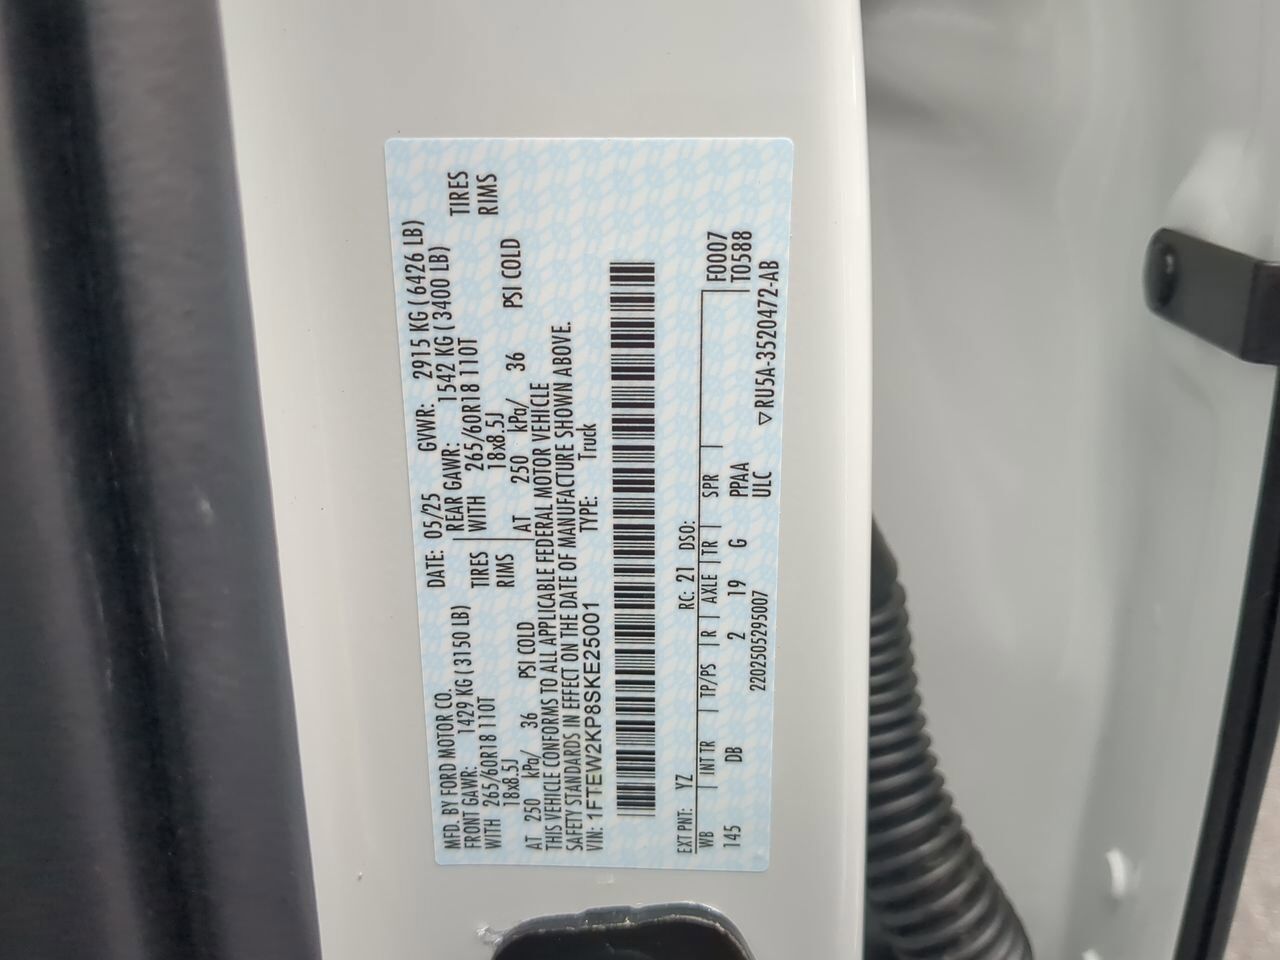 MFD. BY FORD MOTOR CO.
DATE: 05/25 GVWR: 2915 KG ( 6426 LB)
FRONT GAWR: 1429 KG ( 3150 LB) REAR GAWR: 1542 KG ( 3400 LB)
WITH 265/60R18 110T TIRES WITH 265/60R18 110T TIRES
18x8.5J RIMS 18x8.5J RIMS
AT 250 kPa/ 36 PSI COLD AT 250 kPa/ 36 PSI COLD
THIS VEHICLE CONFORMS TO ALL APPLICABLE FEDERAL MOTOR VEHICLE
SAFETY STANDARDS IN EFFECT ON THE DATE OF MANUFACTURE SHOWN ABOVE.
VIN: 1FTEW2KP8SKE25001 TYPE: Truck
EXT PNT: YZ RC: 21 DSO:
WB INT TR TP/PS R AXLE TR SPR F0007
145 DB 2 19 G PPAA T0588
2202505295007 ULC ▽RU5A-3520472-AB